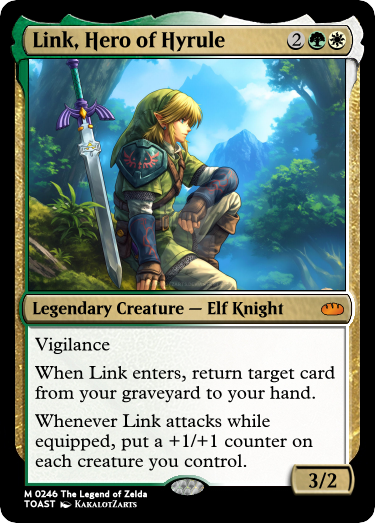 Link, Hero of Hyrule 2
Legendary Creature — Elf Knight
Vigilance
When Link enters, return target card
from your graveyard to your hand.
Whenever Link attacks while
equipped, put a +1/+1 counter on
each creature you control.
3/2
M 0246 The Legend of Zelda
TOAST KAKALOTZARTS